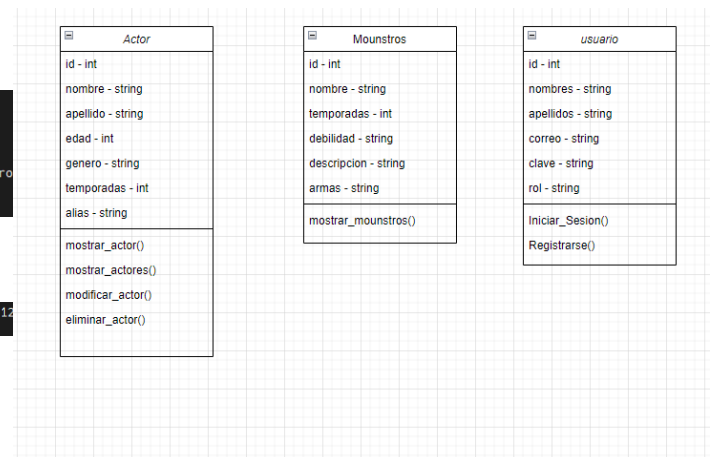 Actor
id - int
nombre - string
apellido - string
edad - int
genero - string
temporadas - int
alias - string
mostrar_actor()
mostrar_actores()
modificar_actor()
eliminar_actor()
Mounstros
id - int
nombre - string
temporadas - int
debilidad - string
descripcion - string
armas - string
mostrar_mounstros()
usuario
id - int
nombres - string
apellidos - string
correo - string
clave - string
rol - string
Iniciar_Sesion()
Registrarse()
ro
12